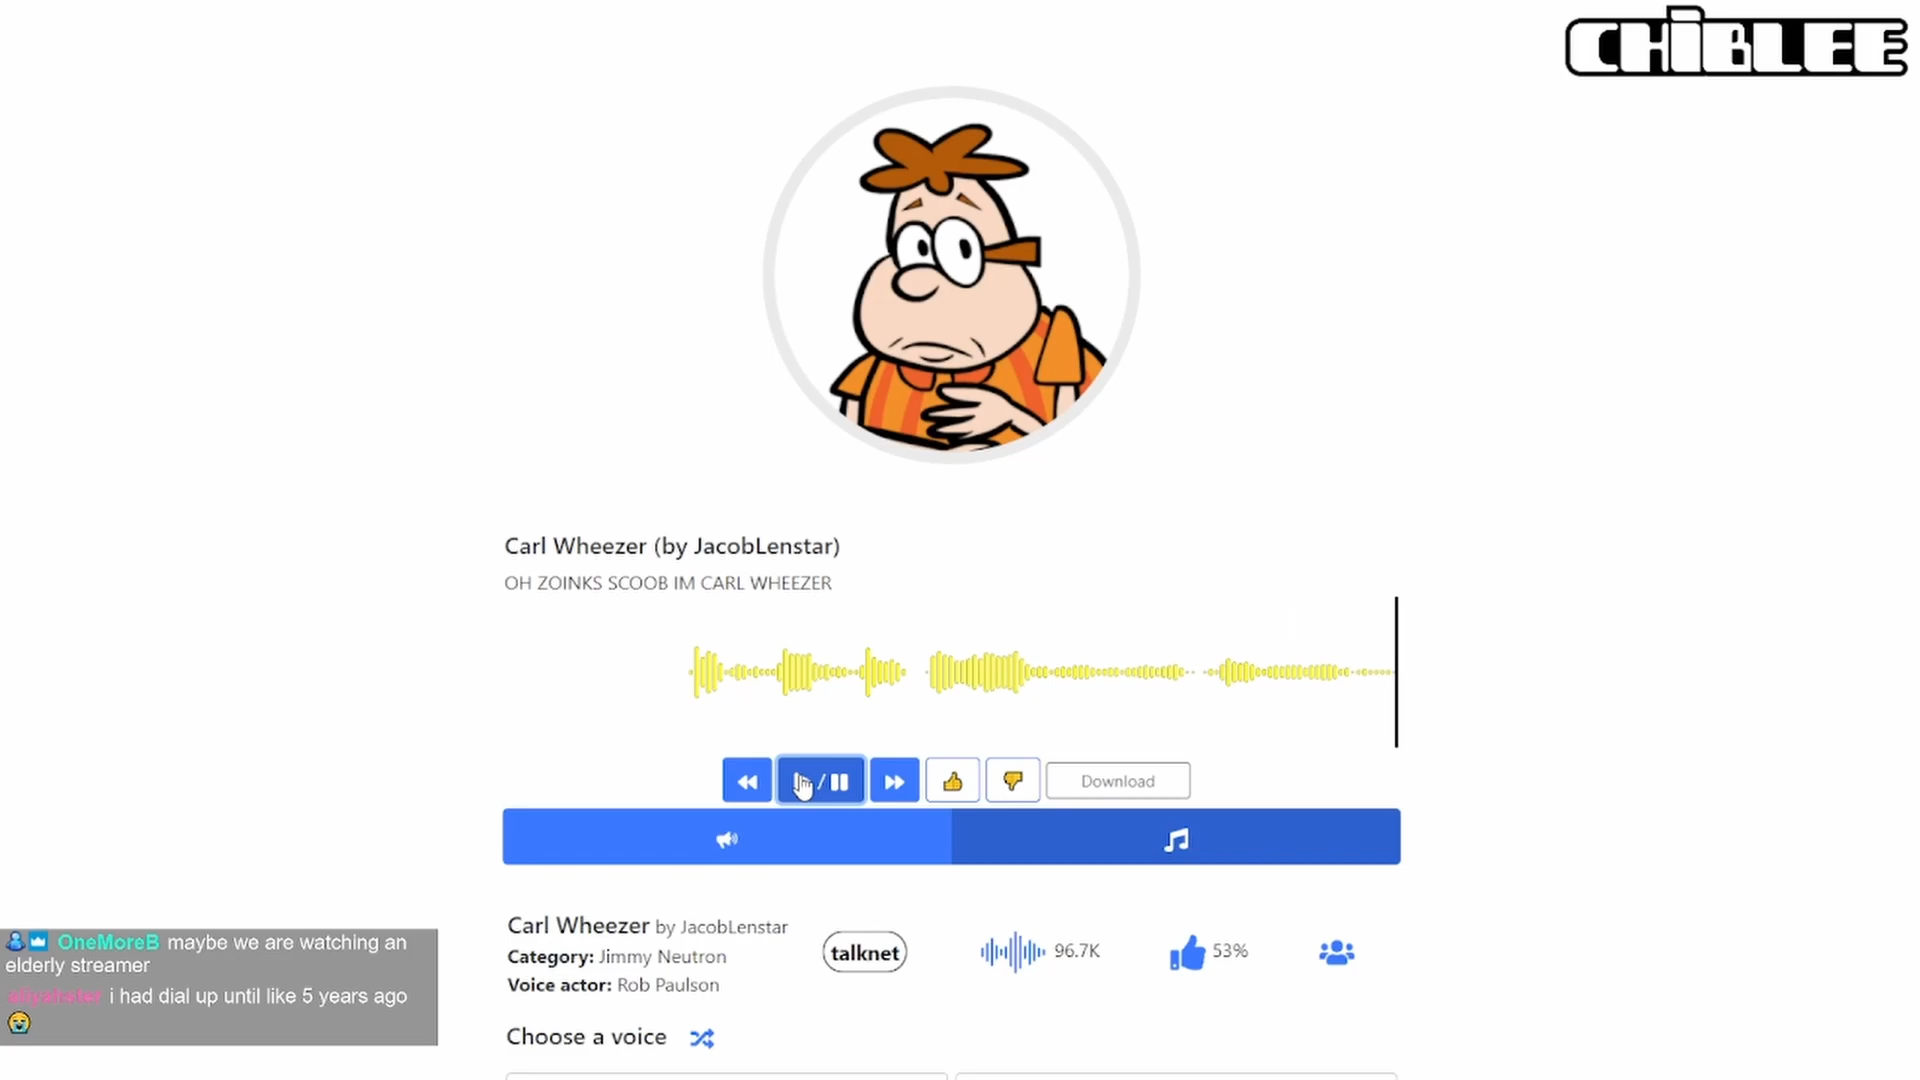 CHiBLEE
Carl Wheezer (by JacobLenstar)
OH ZOINKS SCOOB IM CARL WHEEZER
/
Download
Carl Wheezer by JacobLenstar
Category: Jimmy Neutron
Voice actor: Rob Paulson
talknet
96.7K
53%
Choose a voice
OneMoreB maybe we are watching an
elderly streamer
i had dial up until like 5 years ago